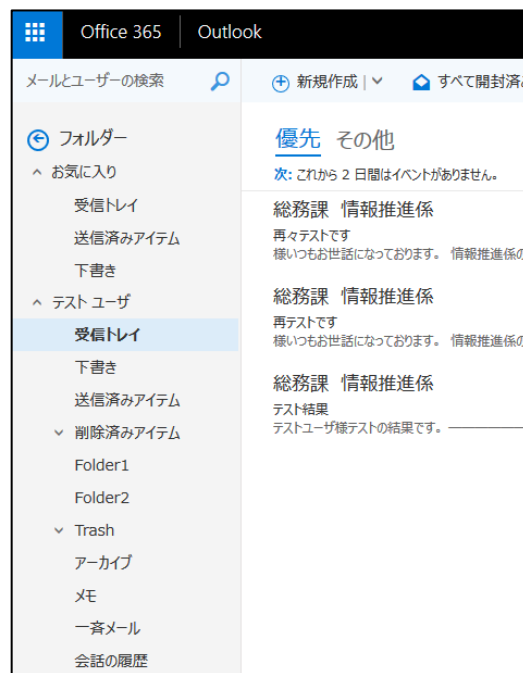 Office 365 Outlook
メールとユーザーの検索
新規作成 すべて開封済
フォルダー
お気に入り
受信トレイ
送信済みアイテム
下書き
テスト ユーザ
受信トレイ
下書き
送信済みアイテム
削除済みアイテム
Folder1
Folder2
Trash
アーカイブ
メモ
一斉メール
会話の履歴
優先 その他
次: これから 2 日間はイベントがありません。
総務課 情報推進係
再々テストです
様いつもお世話になっております。 情報推進係の
総務課 情報推進係
再テストです
様いつもお世話になっております。 情報推進係の
総務課 情報推進係
テスト結果
テストユーザ様テストの結果です。